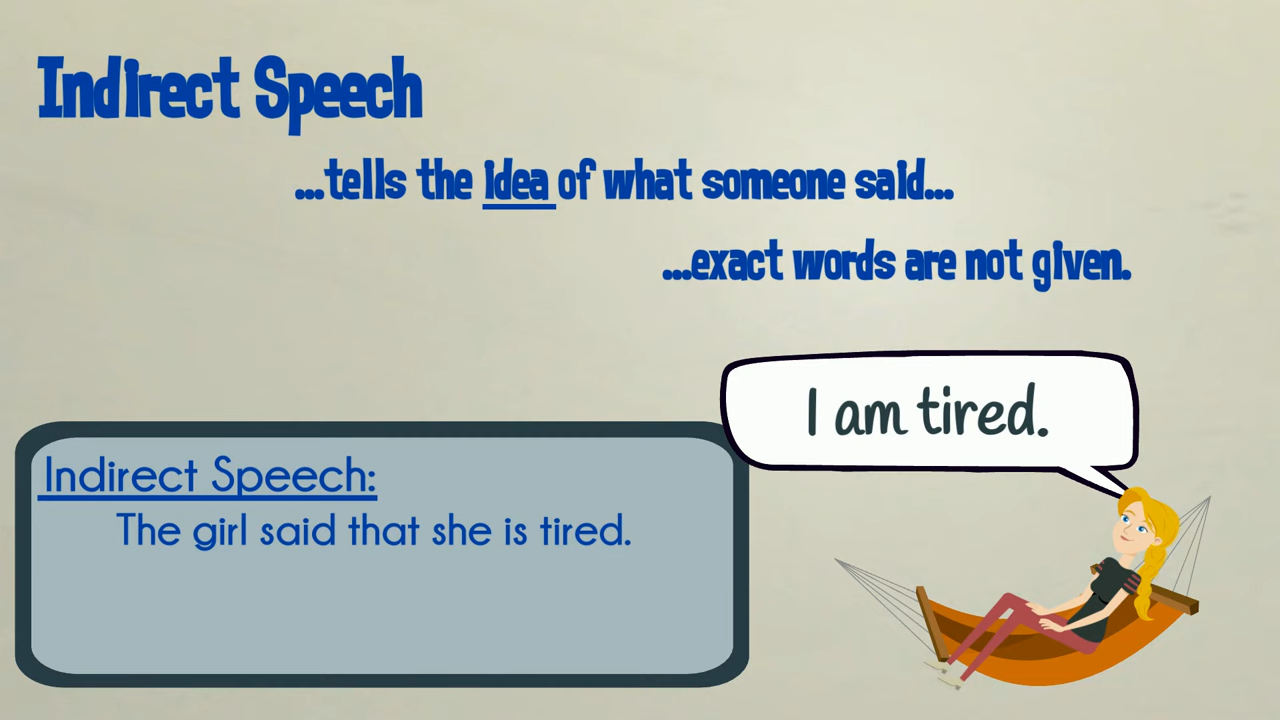 Indirect Speech
...tells the idea of what someone said...
...exact words are not given.
I am tired.
Indirect Speech:
The girl said that she is tired.